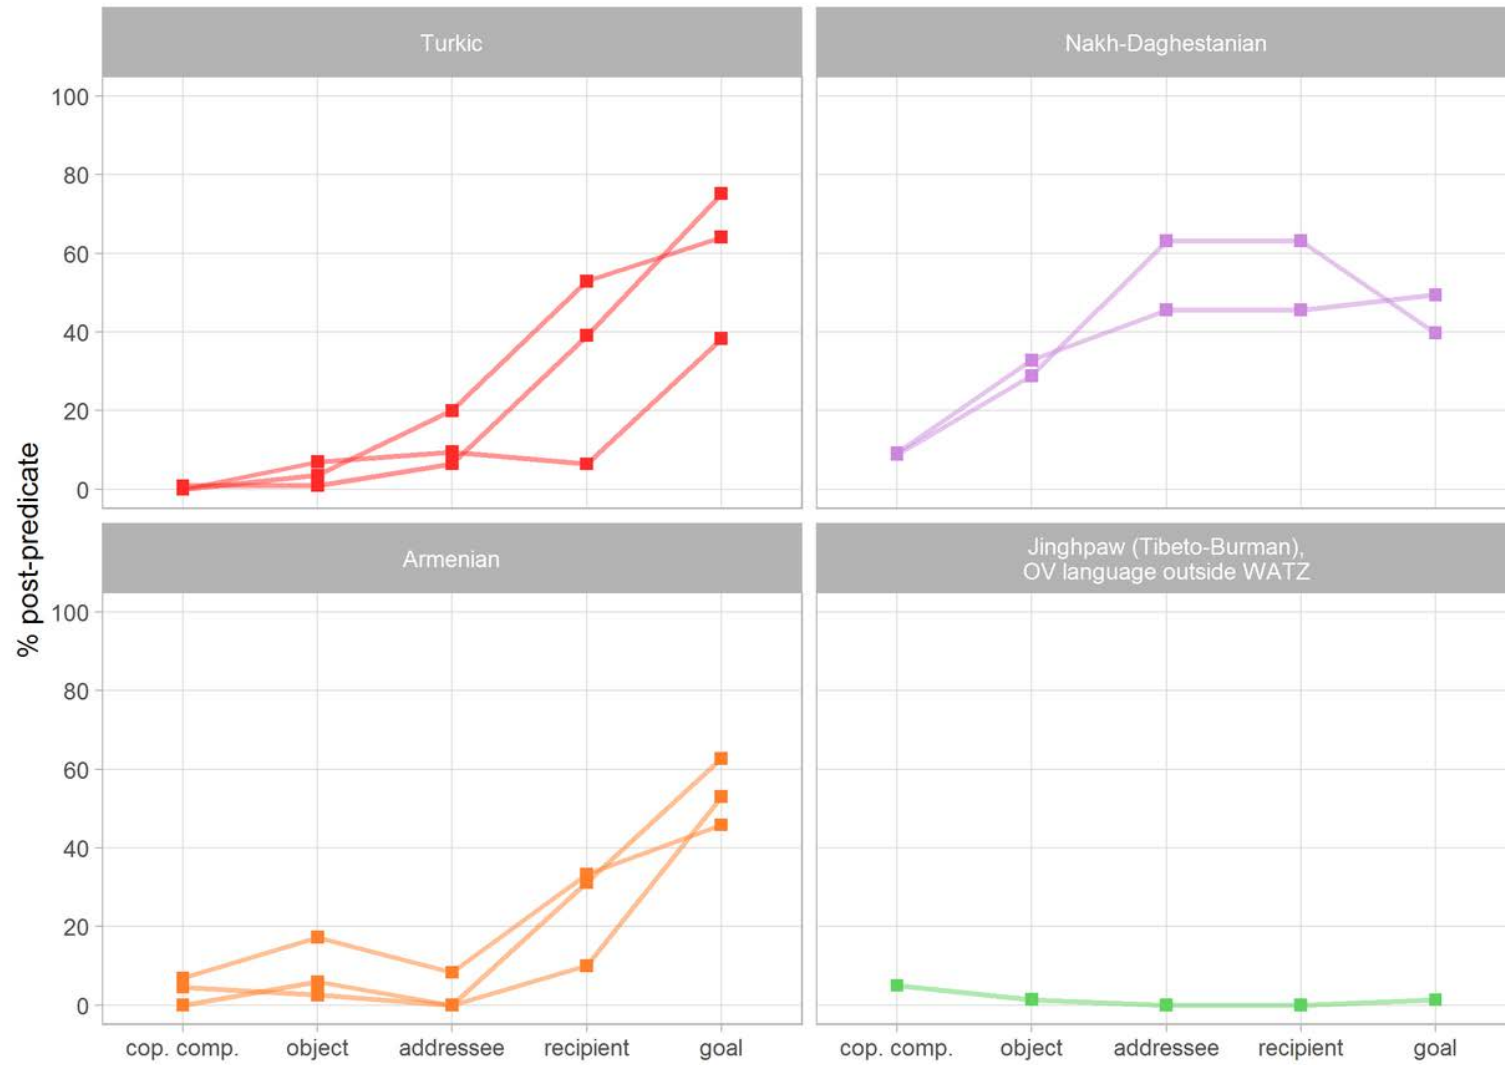 Turkic
Nakh-Daghestanian
100
80
60
40
20
0
Armenian
Jinghpaw (Tibeto-Burman),
OV language outside WATZ
100
80
60
40
20
0
% post-predicate
cop. comp. object addressee recipient goal
cop. comp. object addressee recipient goal